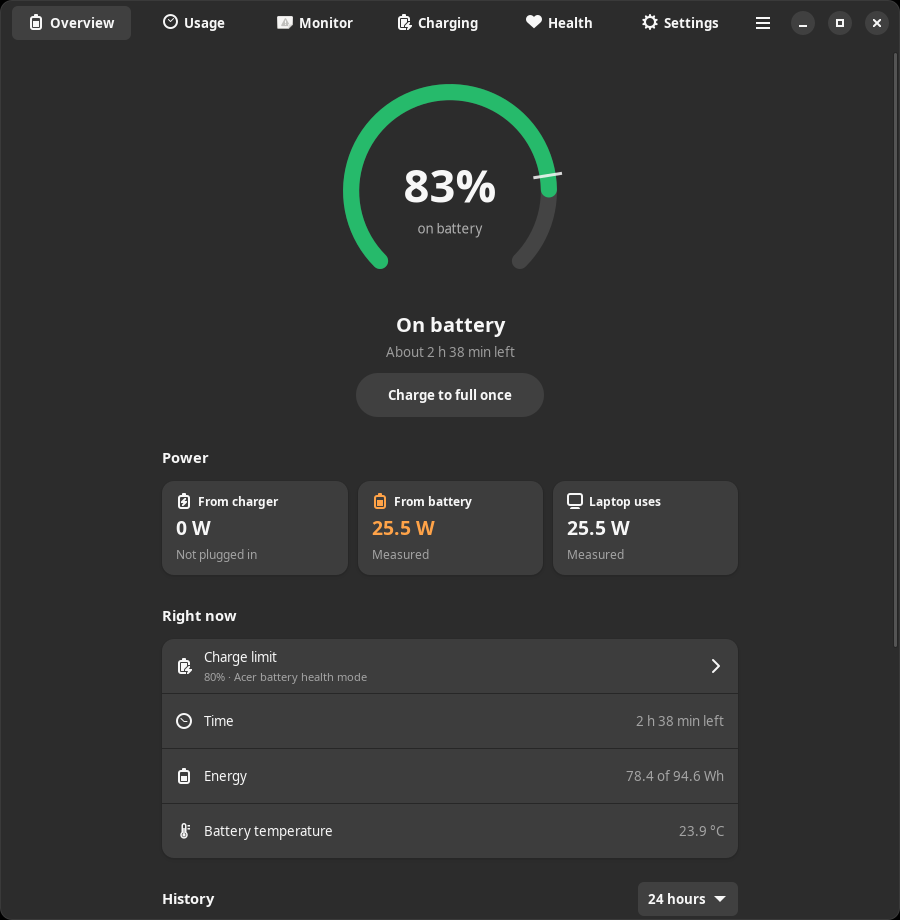 Overview
Usage
Monitor
Charging
Health
Settings
83%
on battery
On battery
About 2 h 38 min left
Charge to full once
Power
From charger
0 W
Not plugged in
From battery
25.5 W
Measured
Laptop uses
25.5 W
Measured
Right now
Charge limit
80% · Acer battery health mode
Time
2 h 38 min left
Energy
78.4 of 94.6 Wh
Battery temperature
23.9 °C
History
24 hours